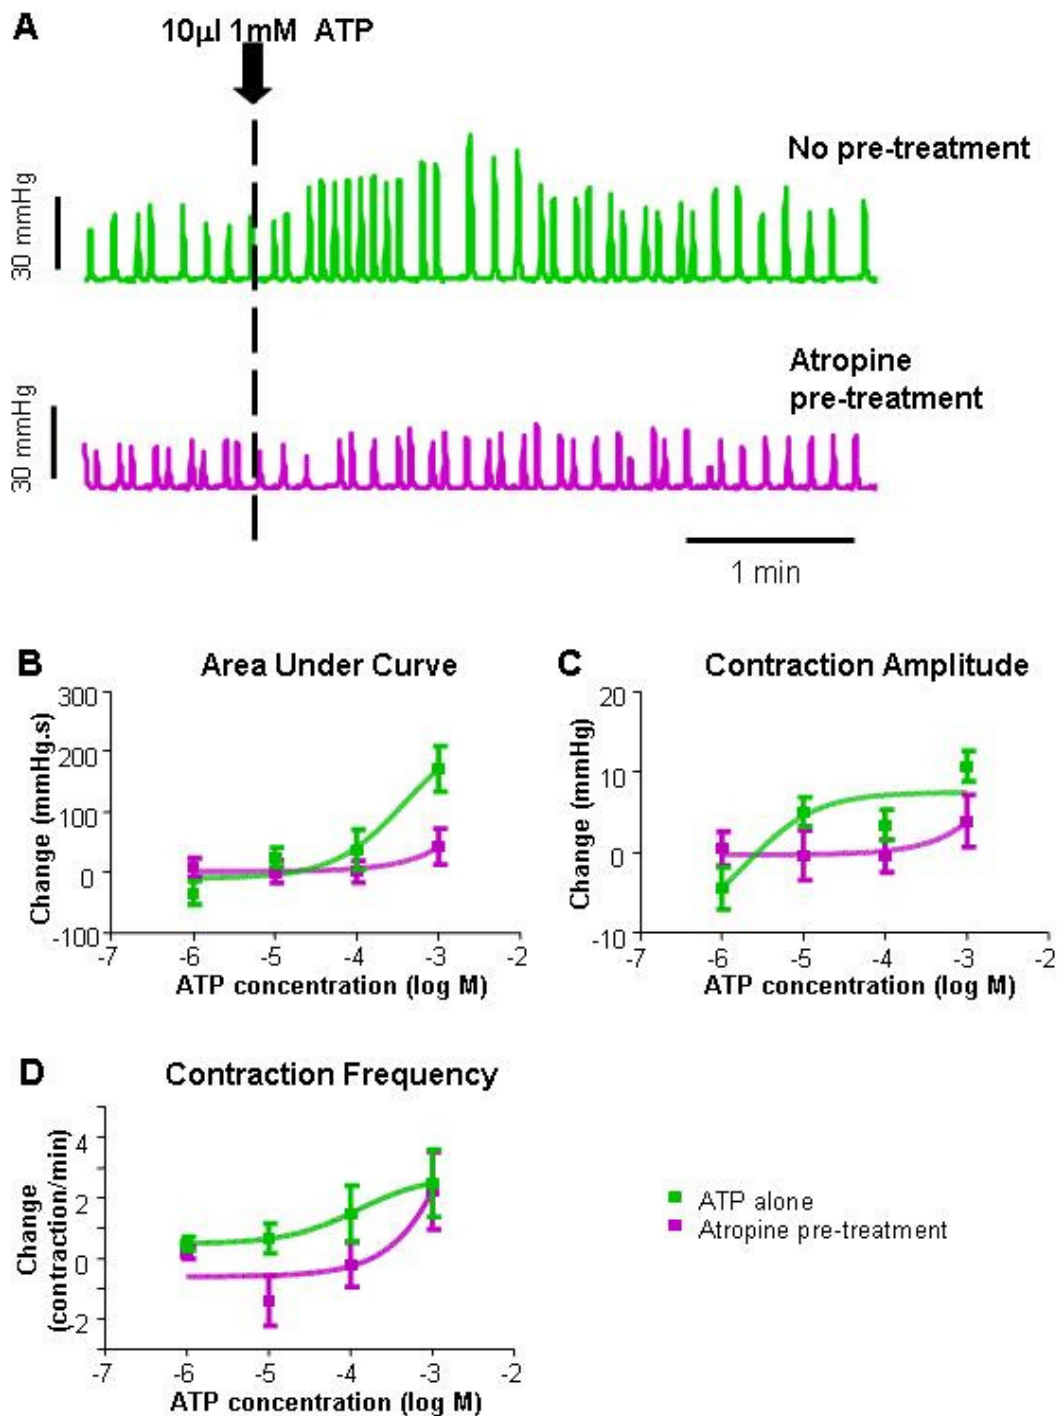 A
10μl 1mM ATP
No pre-treatment
30 mmHg
Atropine
pre-treatment
30 mmHg
1 min
B
Area Under Curve
Change (mmHg.s)
300
200
100
0
-100
-7 -6 -5 -4 -3 -2
ATP concentration (log M)
C
Contraction Amplitude
Change (mmHg)
20
10
0
-10
-7 -6 -5 -4 -3 -2
ATP concentration (log M)
D
Contraction Frequency
Change
(contraction/min)
4
2
0
-2
-7 -6 -5 -4 -3 -2
ATP concentration (log M)
ATP alone
Atropine pre-treatment